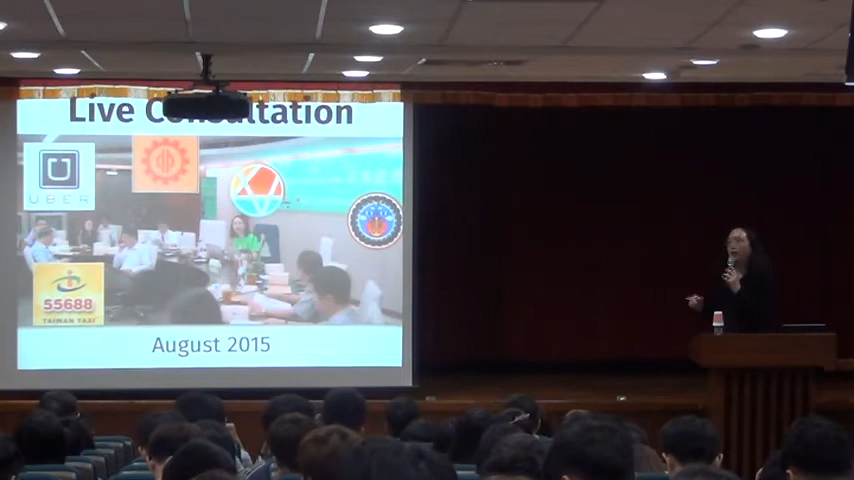 Live Consultation
UBER
55688
TAIWAN TAXI
August 2015